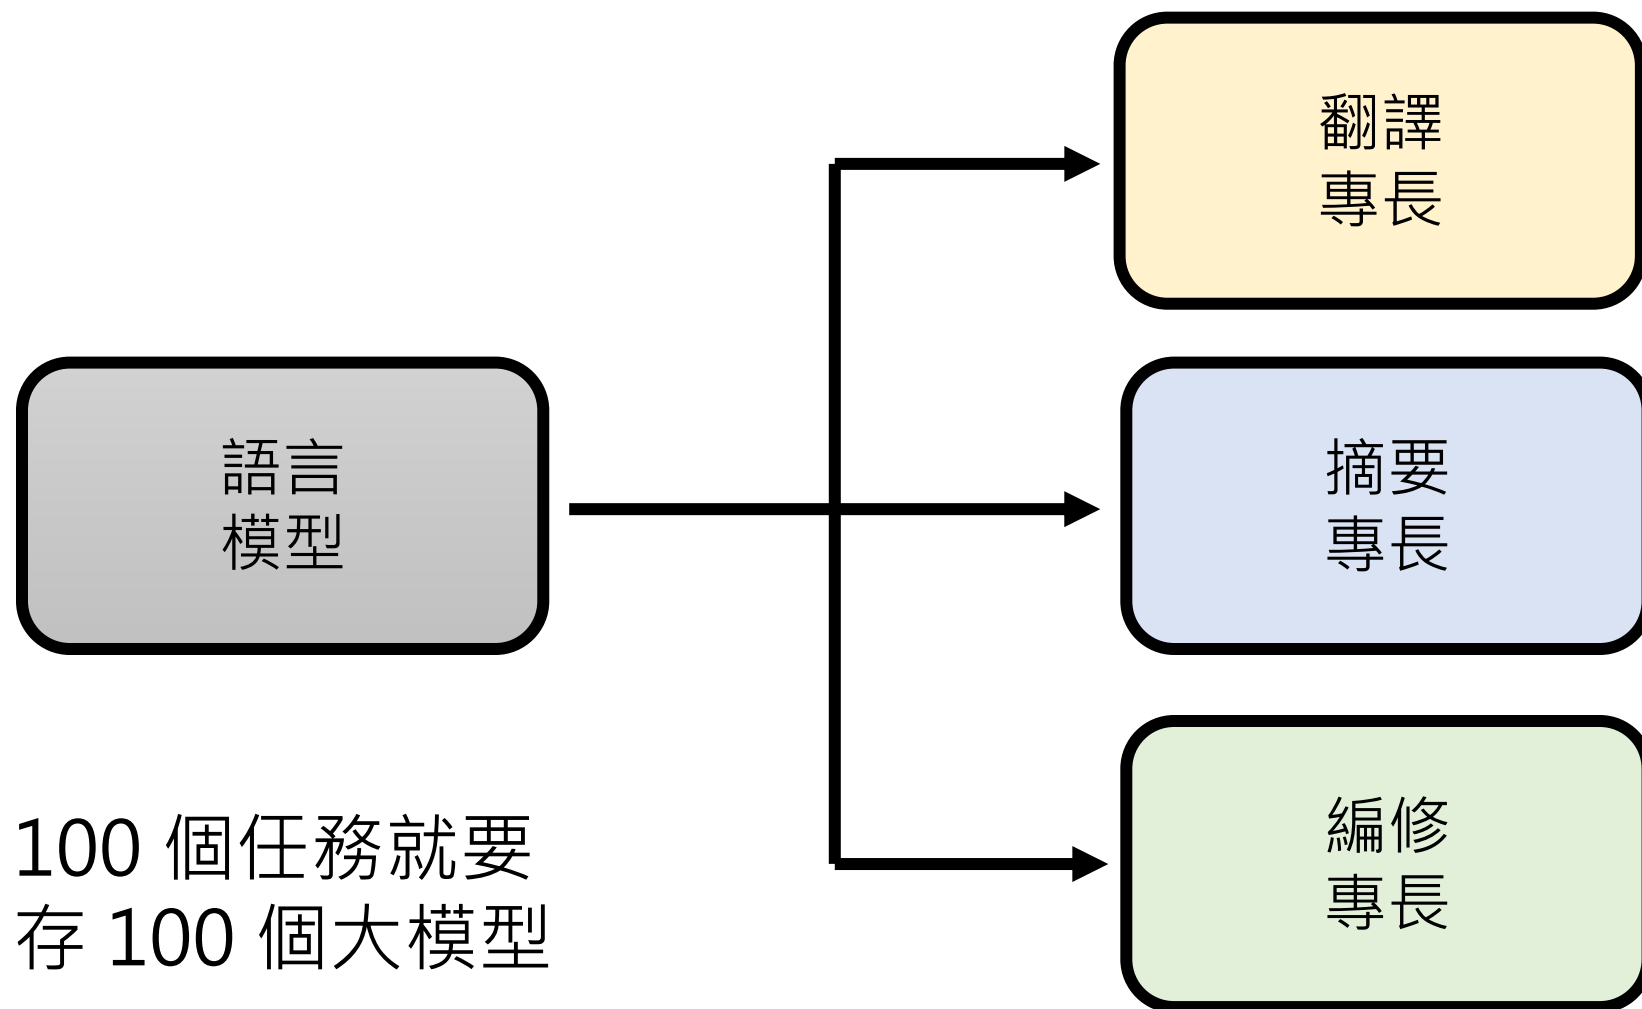 翻譯
專長
語言
模型
摘要
專長
編修
專長
100 個任務就要
存 100 個大模型